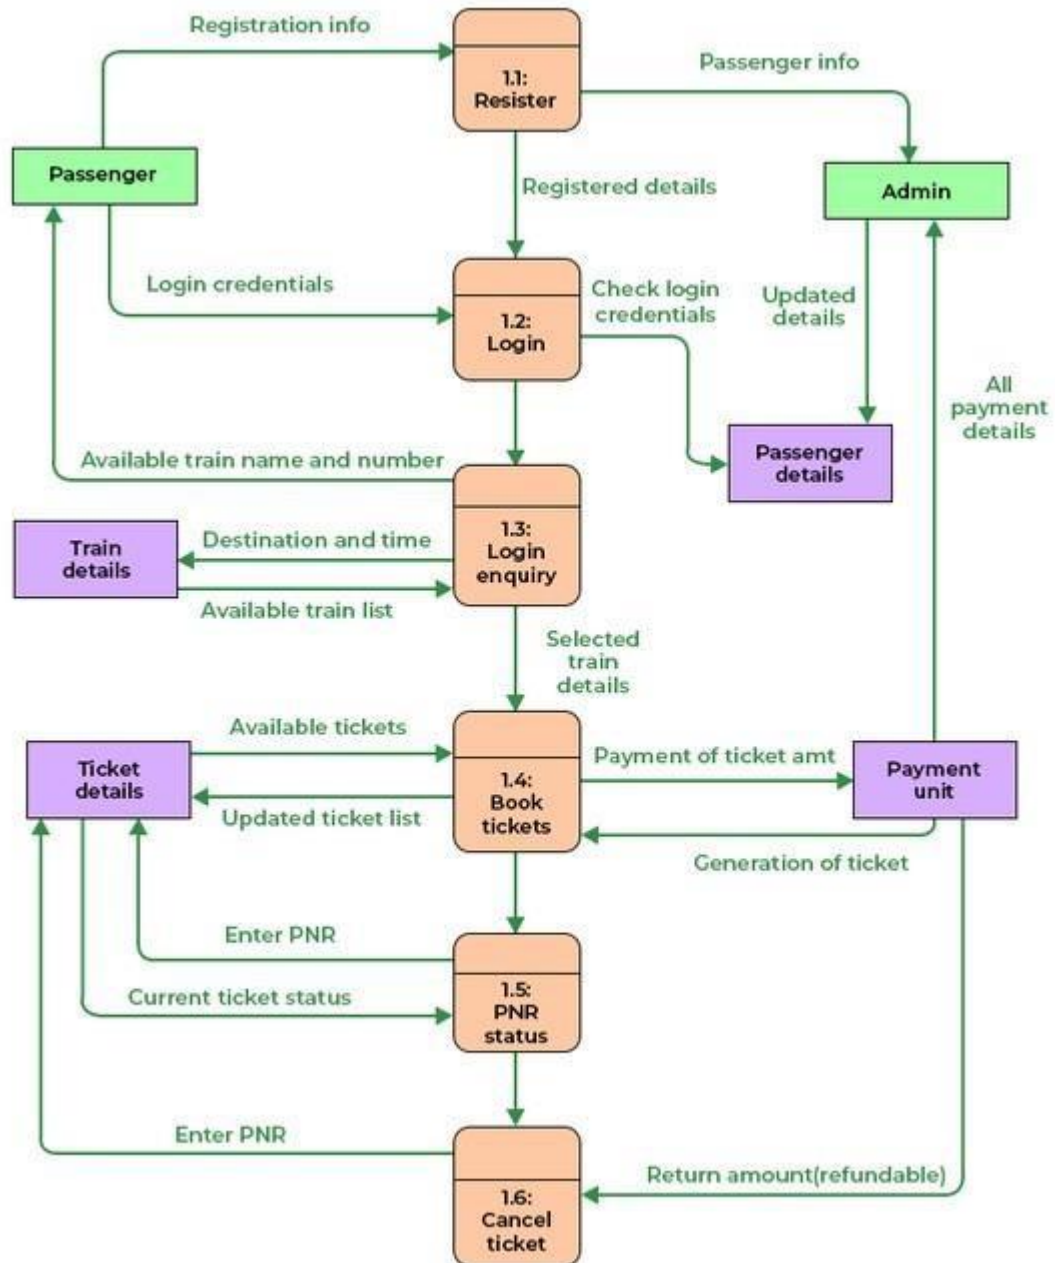 Registration info
1.1:
Resister
Passenger info
Passenger
Admin
Registered details
Login credentials
1.2:
Login
Check login
credentials
Updated
details
All
payment
details
Available train name and number
Passenger
details
Train
details
Destination and time
1.3:
Login
enquiry
Available train list
Selected
train
details
Available tickets
Ticket
details
1.4:
Book
tickets
Payment of ticket amt
Payment
unit
Updated ticket list
Generation of ticket
Enter PNR
Current ticket status
1.5:
PNR
status
Enter PNR
Return amount(refundable)
1.6:
Cancel
ticket